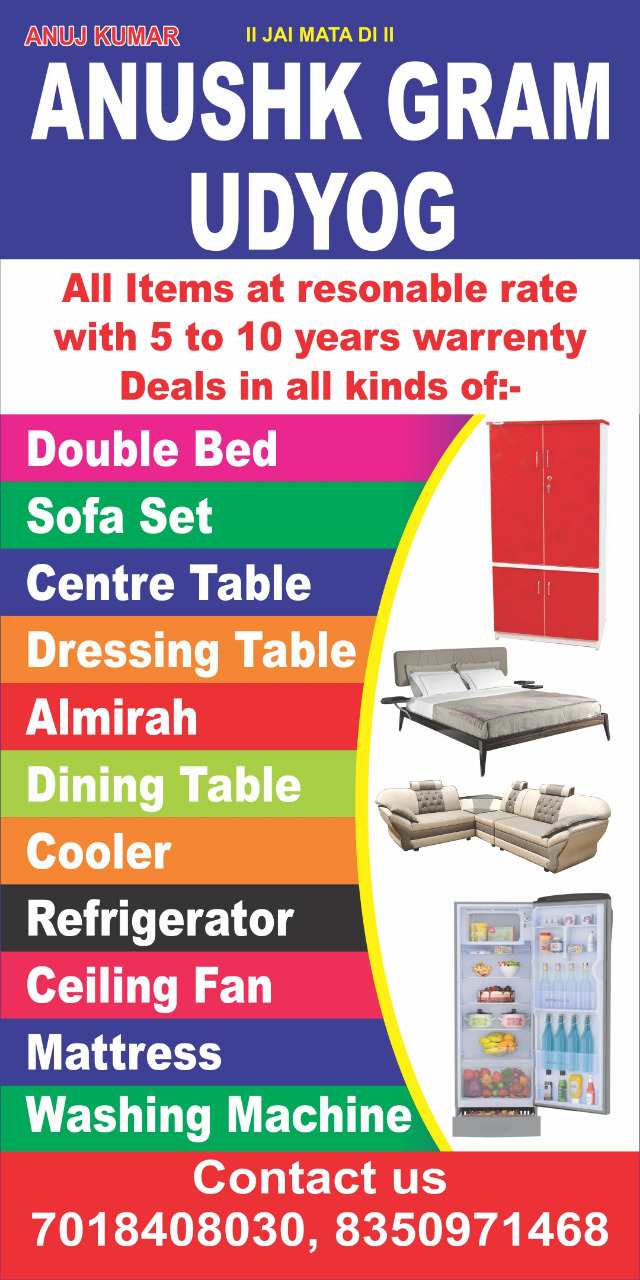 ANUJ KUMAR
II JAI MATA DI II
ANUSHK GRAM
UDYOG
All Items at resonable rate
with 5 to 10 years warrenty
Deals in all kinds of:-
Double Bed
Sofa Set
Centre Table
Dressing Table
Almirah
Dining Table
Cooler
Refrigerator
Ceiling Fan
Mattress
Washing Machine
Contact us
7018408030, 8350971468